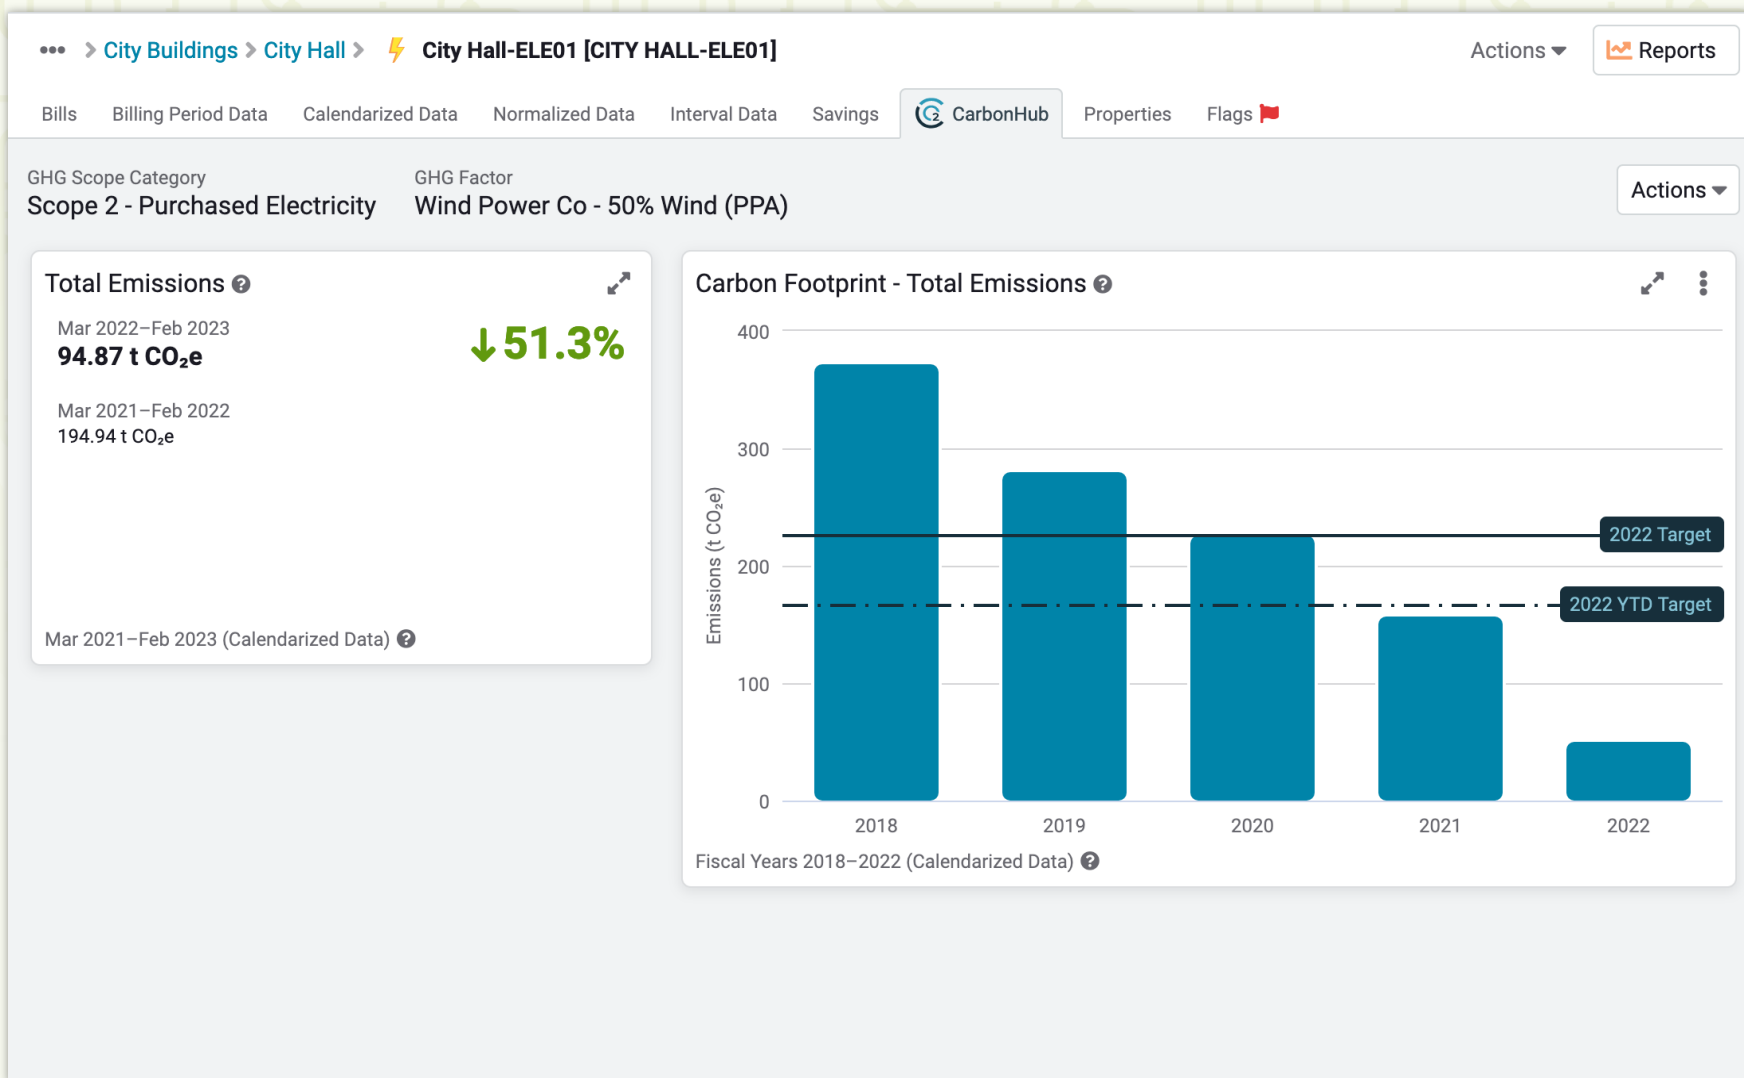 ••• > City Buildings > City Hall > City Hall-ELE01 [CITY HALL-ELE01]
Actions
Reports
Bills
Billing Period Data
Calendarized Data
Normalized Data
Interval Data
Savings
CarbonHub
Properties
Flags
GHG Scope Category
Scope 2 - Purchased Electricity
GHG Factor
Wind Power Co - 50% Wind (PPA)
Actions
Total Emissions
Mar 2022–Feb 2023
94.87 t CO₂e
↓51.3%
Mar 2021–Feb 2022
194.94 t CO₂e
Mar 2021–Feb 2023 (Calendarized Data)
Carbon Footprint - Total Emissions
Emissions (t CO₂e)
400
300
200
100
0
2022 Target
2022 YTD Target
2018
2019
2020
2021
2022
Fiscal Years 2018–2022 (Calendarized Data)